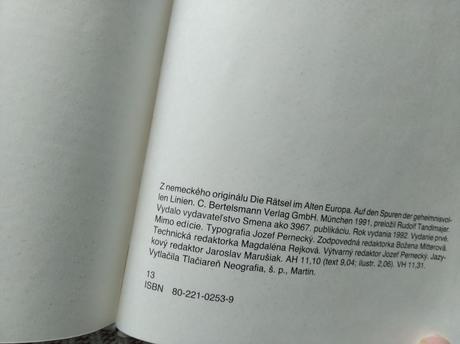 Z nemeckého originálu Die Rätsel im Alten Europa. Auf den Spuren der geheimnisvol-
len Linien. C. Bertelsmann Verlag GmbH. München 1991, preložil Rudolf Tandlmajer.
Vydalo vydavateľstvo Smena ako 3967. publikáciu. Rok vydania 1992. Vydanie prvé.
Mimo edície. Typografia Jozef Pernecký. Zodpovedná redaktorka Božena Mitterová.
Technická redaktorka Magdaléna Rejková. Výtvarný redaktor Jozef Pernecký. Jazy-
kový redaktor Jaroslav Marušiak. AH 11,10 (text 9,04; ilustr. 2,06). VH 11,31.
Vytlačila Tlačiareň Neografia, š. p., Martin.
13
ISBN 80-221-0253-9